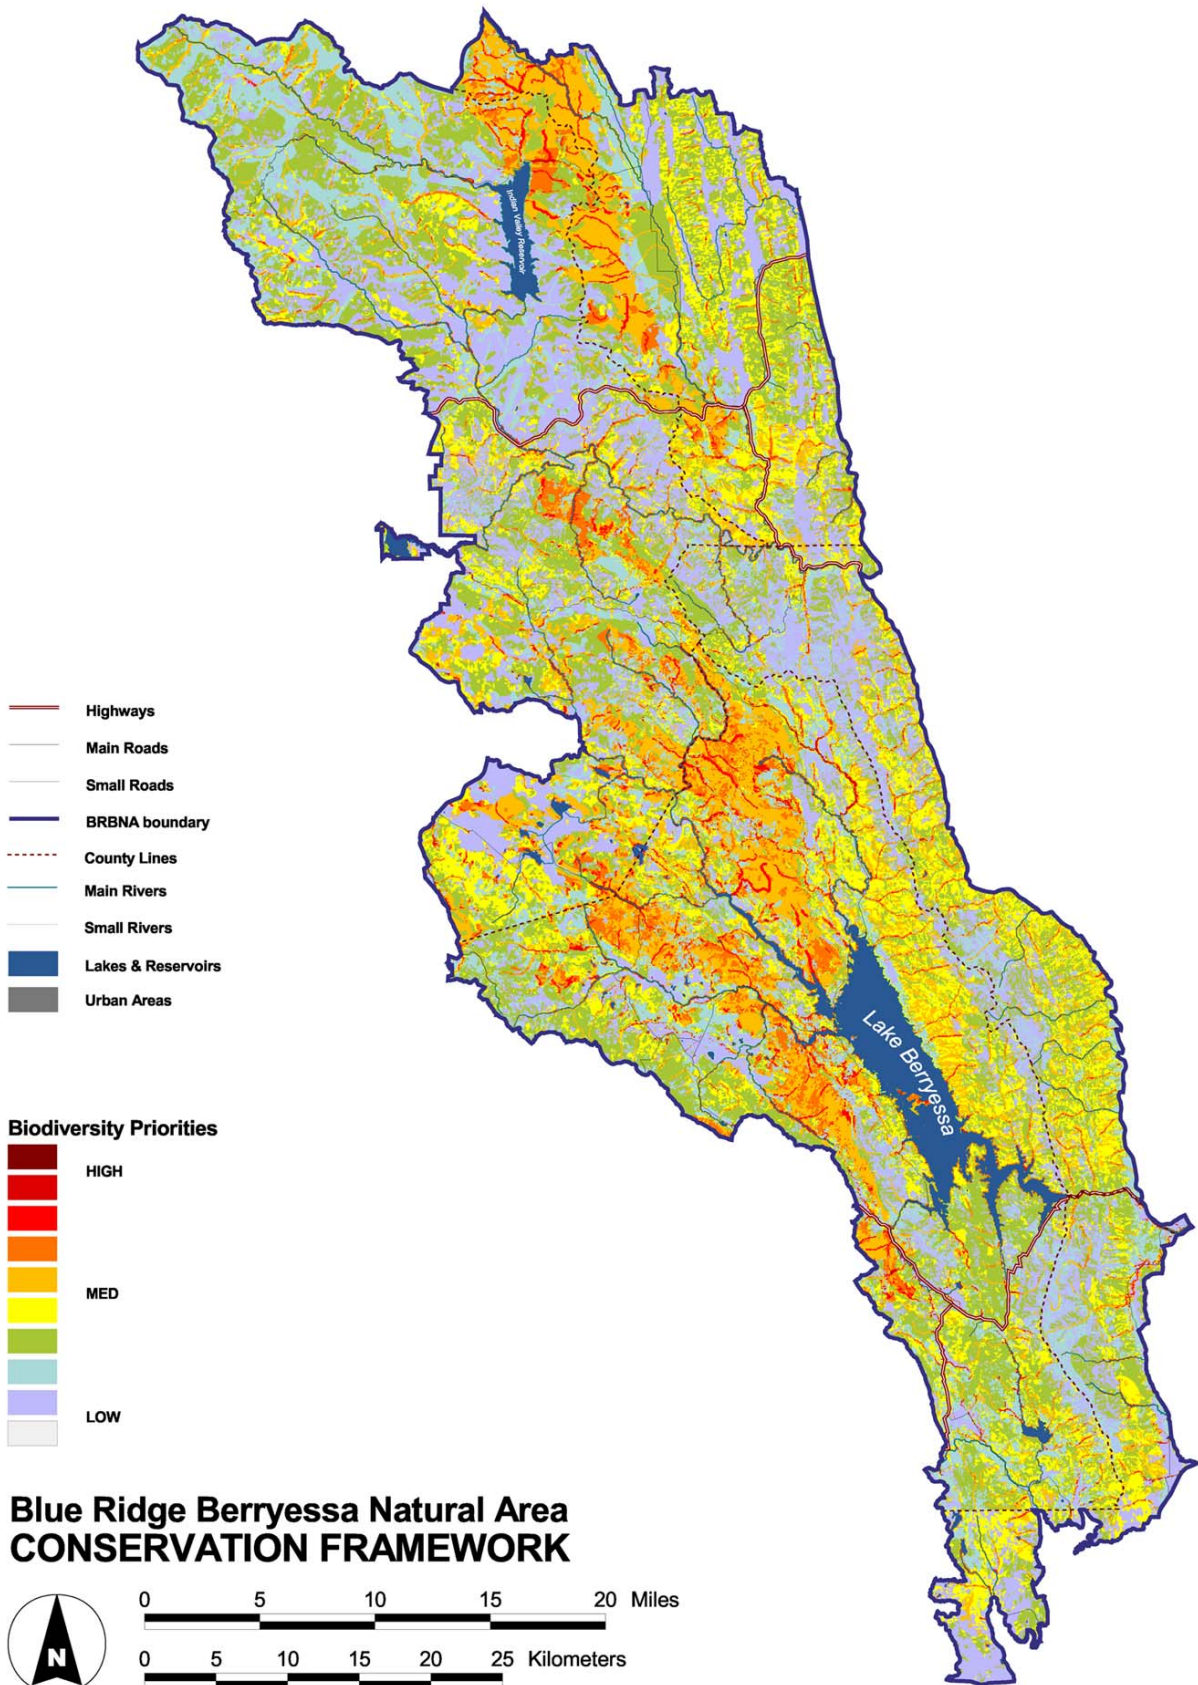 Indian Valley Reservoir
Highways
Main Roads
Small Roads
BRBNA boundary
County Lines
Main Rivers
Small Rivers
Lakes & Reservoirs
Urban Areas
Lake Berryessa
Biodiversity Priorities
HIGH
MED
LOW
Blue Ridge Berryessa Natural Area
CONSERVATION FRAMEWORK
N
0 5 10 15 20 Miles
0 5 10 15 20 25 Kilometers